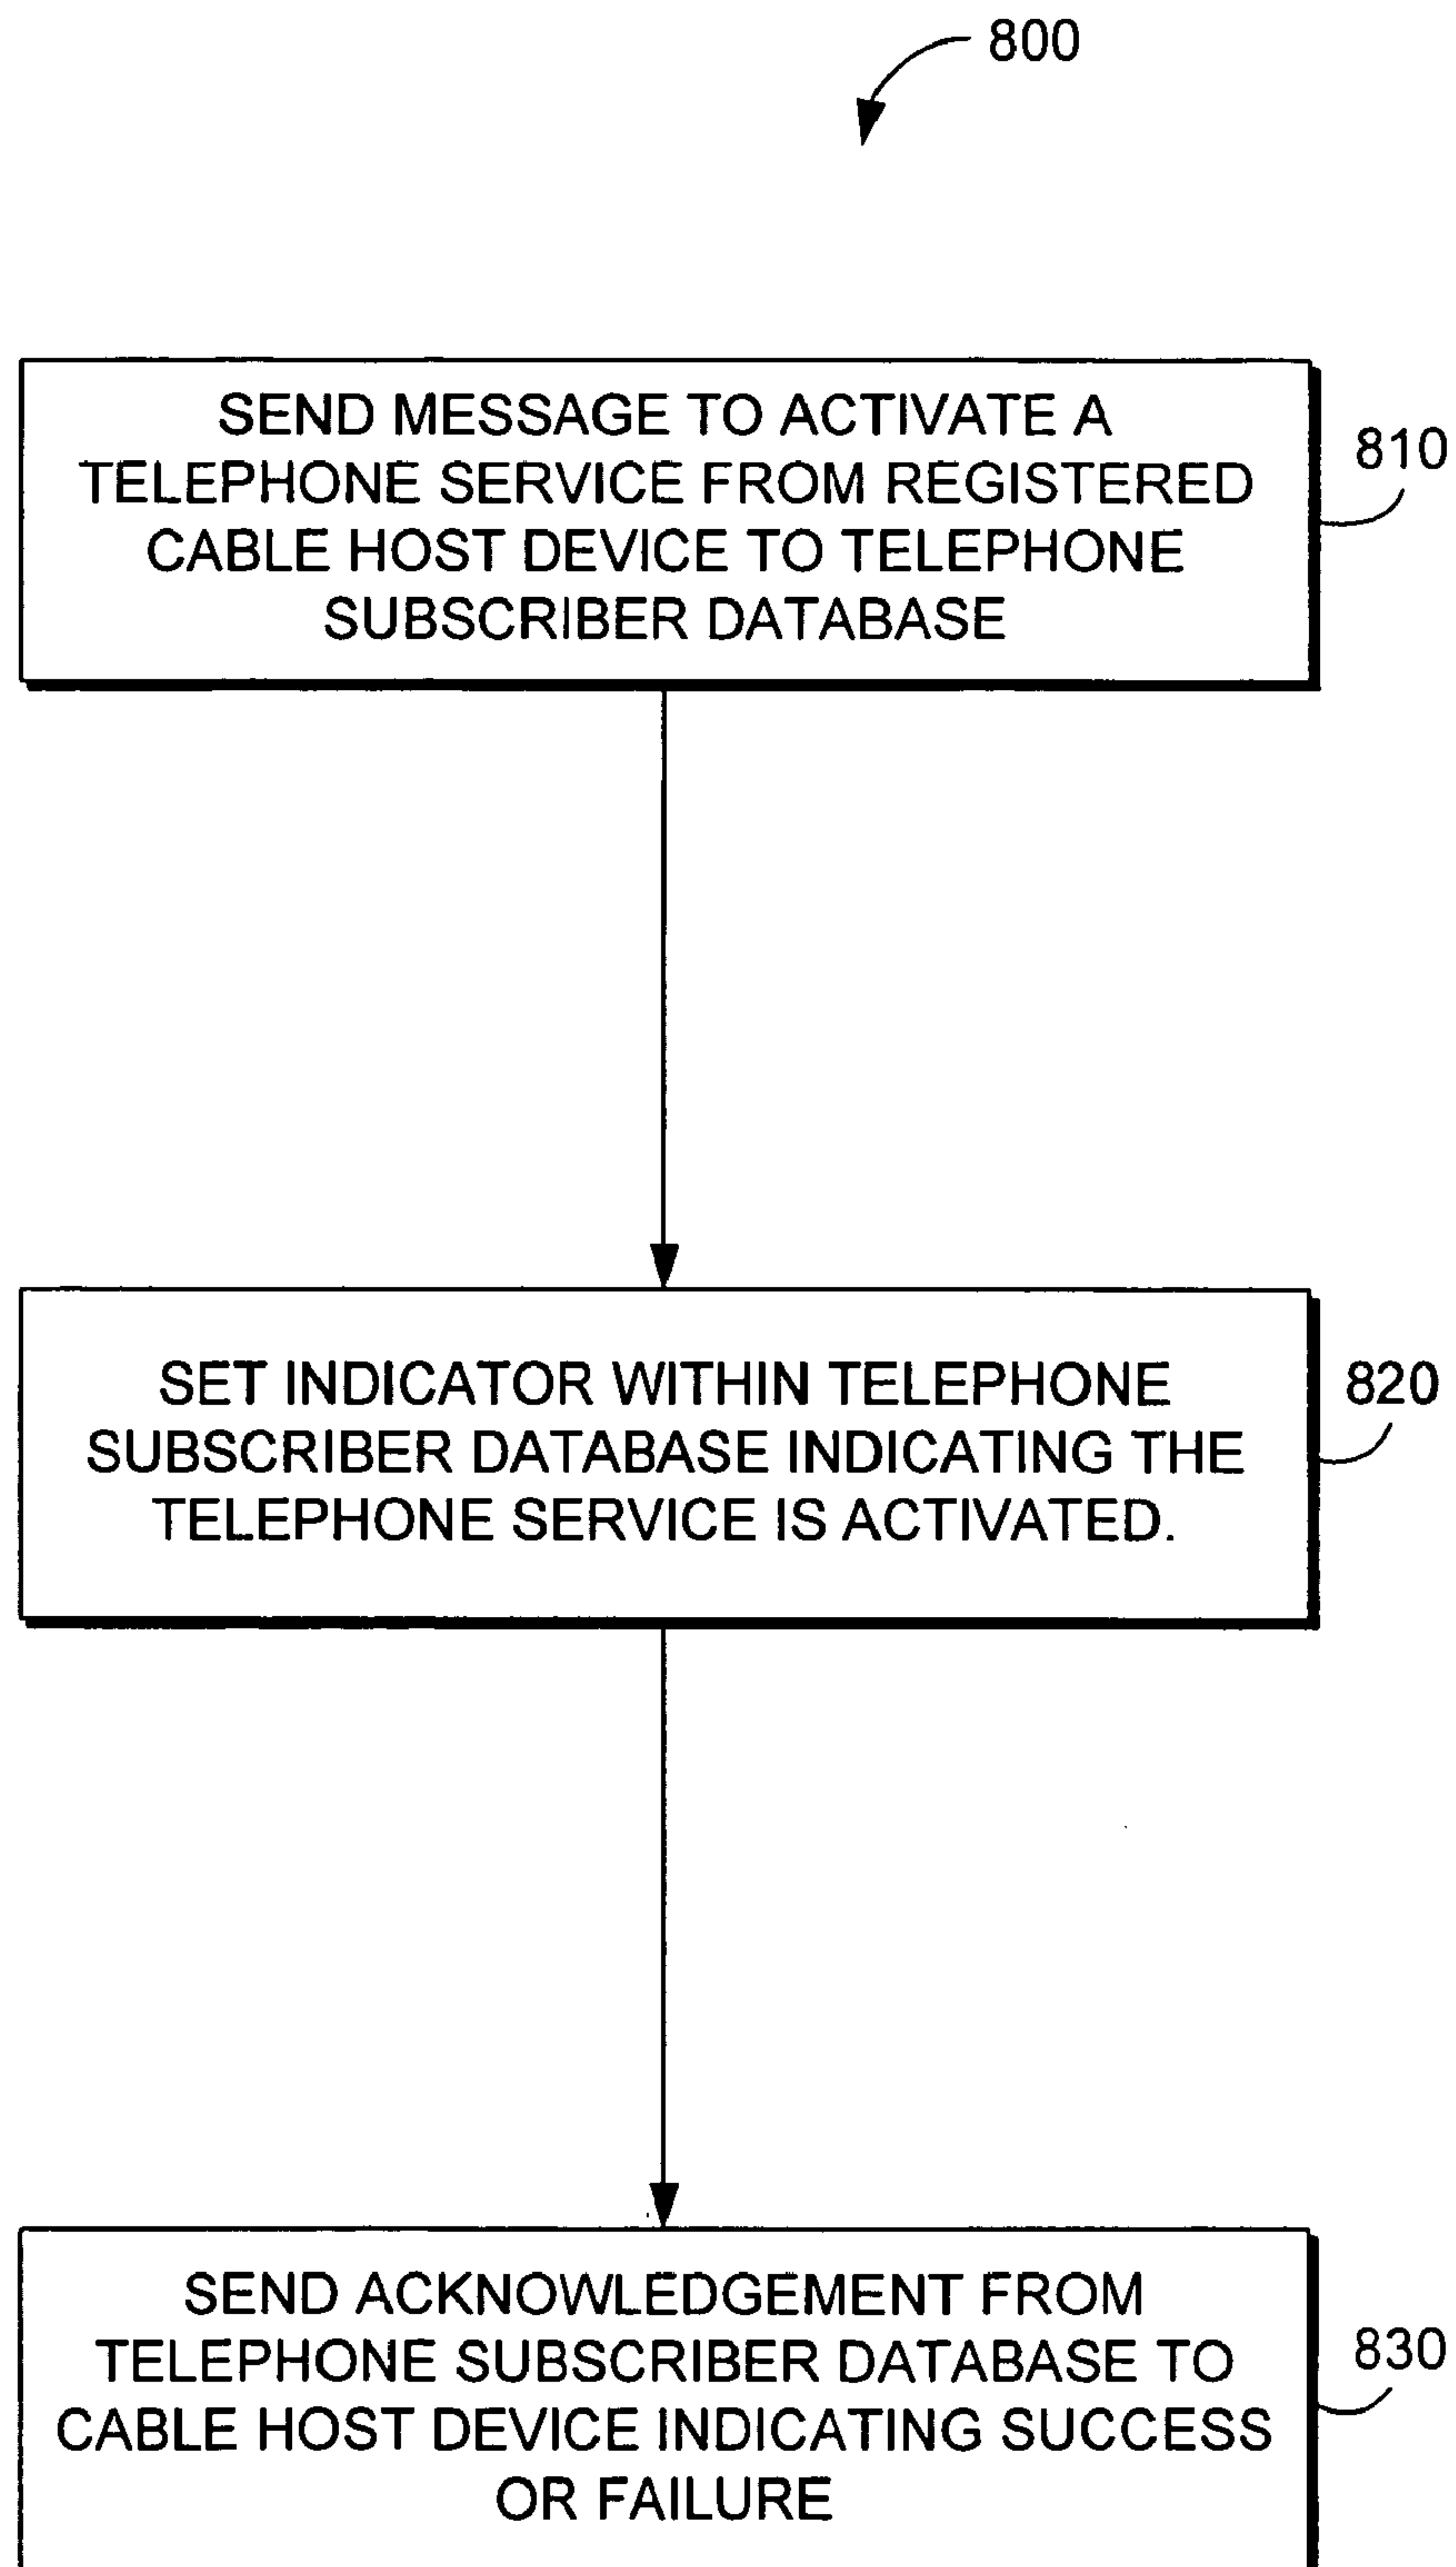 800
SEND MESSAGE TO ACTIVATE A
TELEPHONE SERVICE FROM REGISTERED
CABLE HOST DEVICE TO TELEPHONE
SUBSCRIBER DATABASE
810
SET INDICATOR WITHIN TELEPHONE
SUBSCRIBER DATABASE INDICATING THE
TELEPHONE SERVICE IS ACTIVATED.
820
SEND ACKNOWLEDGEMENT FROM
TELEPHONE SUBSCRIBER DATABASE TO
CABLE HOST DEVICE INDICATING SUCCESS
OR FAILURE
830